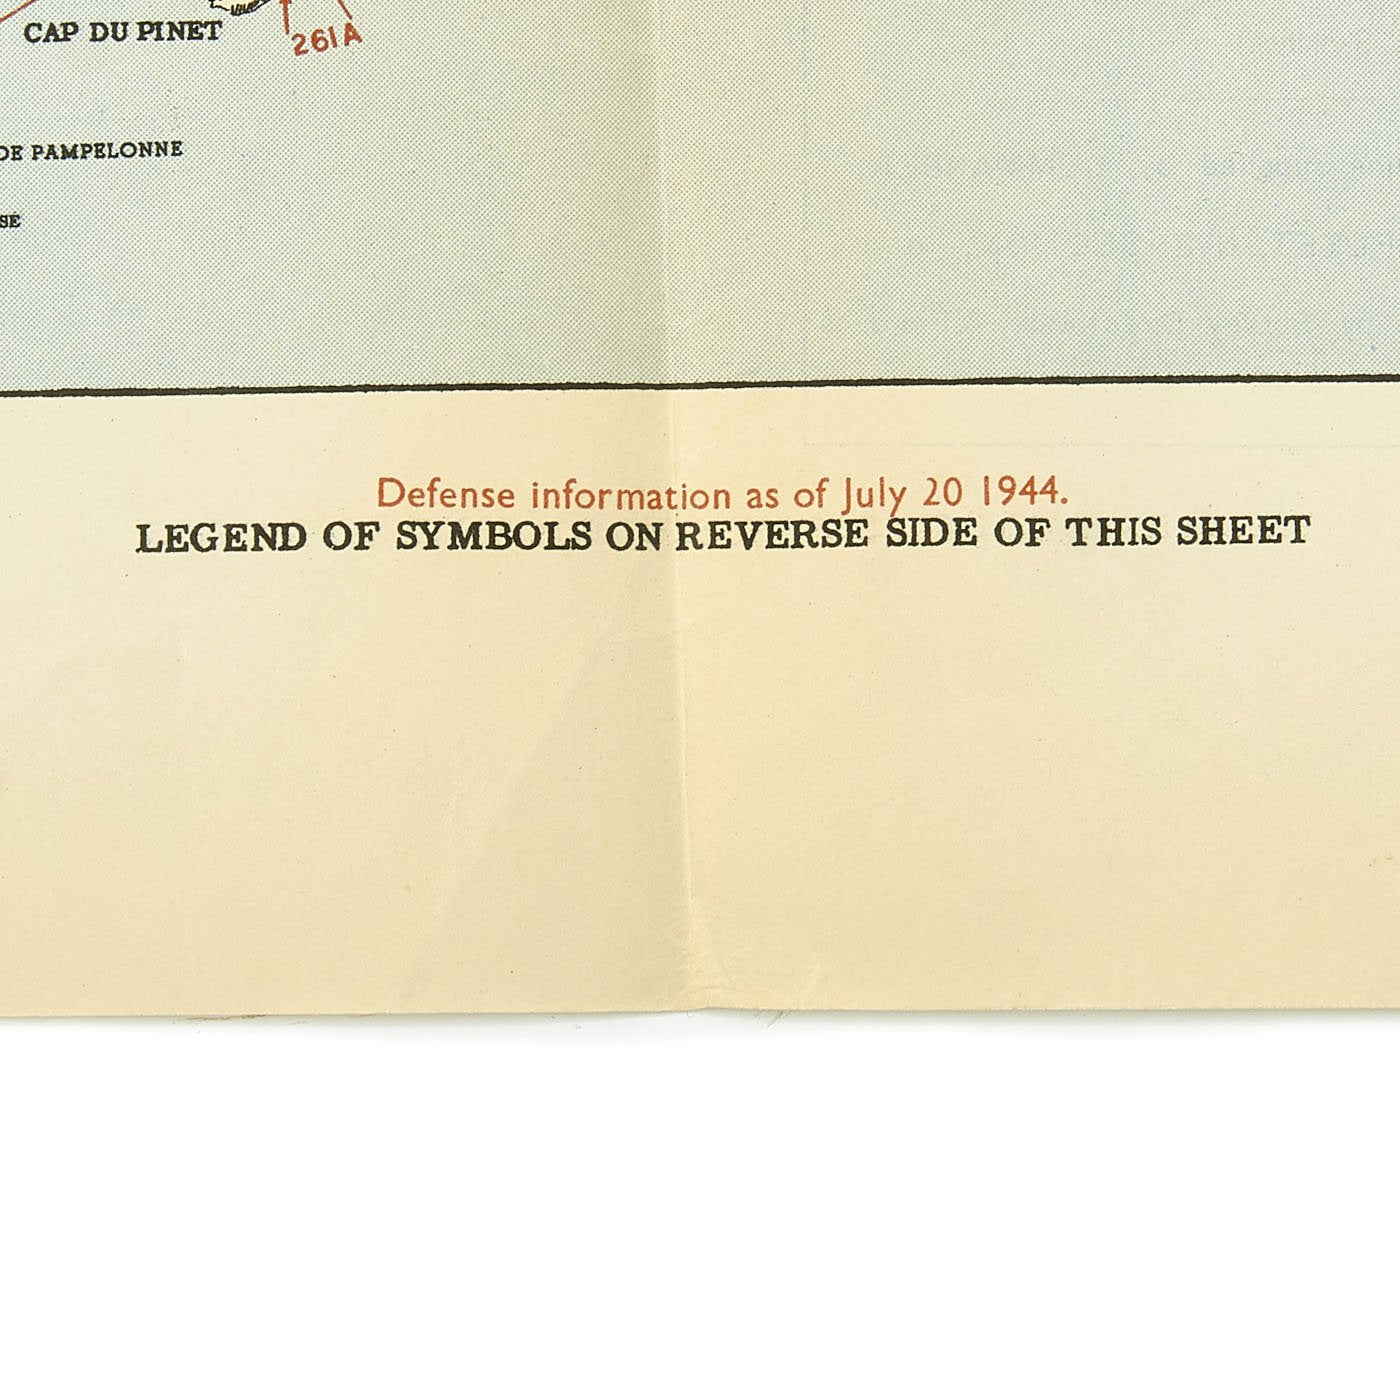 CAP DU PINET
261A
DE PAMPELONNE
SÉ
Defense information as of July 20 1944.
LEGEND OF SYMBOLS ON REVERSE SIDE OF THIS SHEET